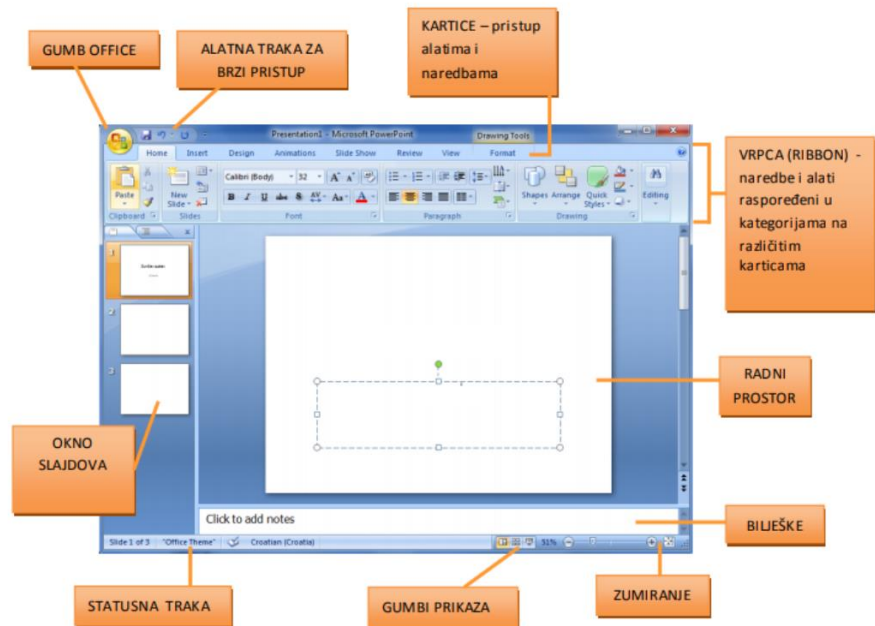 GUMB OFFICE
ALATNA TRAKA ZA
BRZI PRISTUP
KARTICE – pristup
alatima i
naredbama
Presentation1 - Microsoft PowerPoint
Drawing Tools
Home Insert Design Animations Slide Show Review View Format
Paste
New
Slide
Calibri (Body) 32
Shapes Arrange Quick
Styles
Editing
Clipboard Slides Font Paragraph Drawing
VRPCA (RIBBON) -
naredbe i alati
raspoređeni u
kategorijama na
različitim
karticama
1
2
3
RADNI
PROSTOR
OKNO
SLAJDOVA
Click to add notes
BILJEŠKE
Slide 1 of 3 "Office Theme" Croatian (Croatia) 51%
STATUSNA TRAKA
GUMBI PRIKAZA
ZUMIRANJE